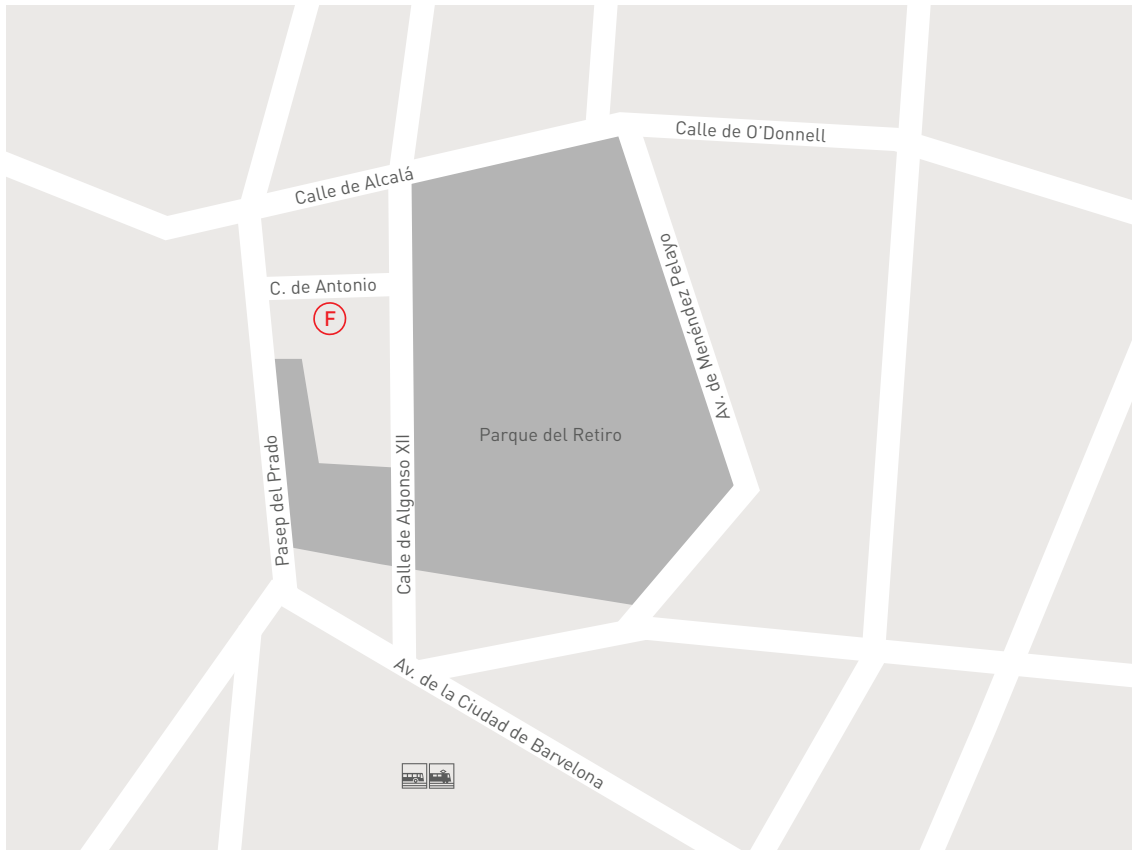 Calle de O'Donnell
Calle de Alcalá
Av. de Menéndez Pelayo
C. de Antonio
F
Parque del Retiro
Pasep del Prado
Calle de Algonso XII
Av. de la Ciudad de Barvelona